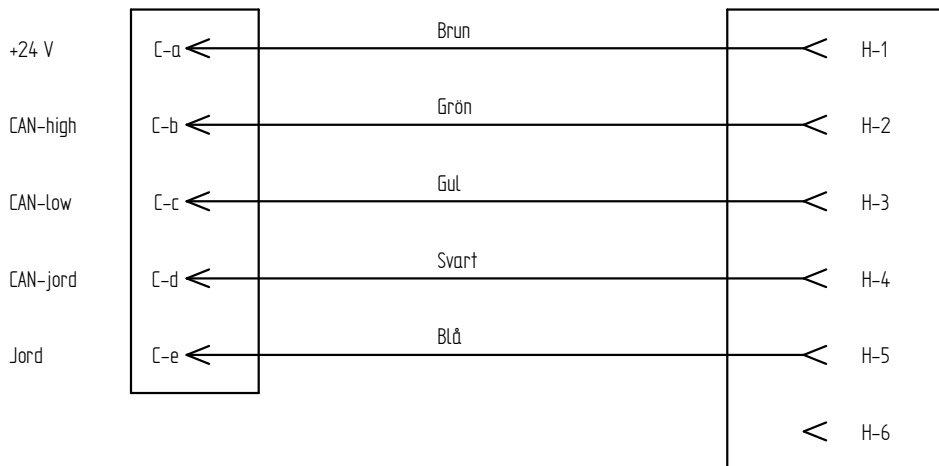 Brun
+24 V C-a H-1
Grön
CAN-high C-b H-2
Gul
CAN-low C-c H-3
Svart
CAN-jord C-d H-4
Blå
Jord C-e H-5
H-6